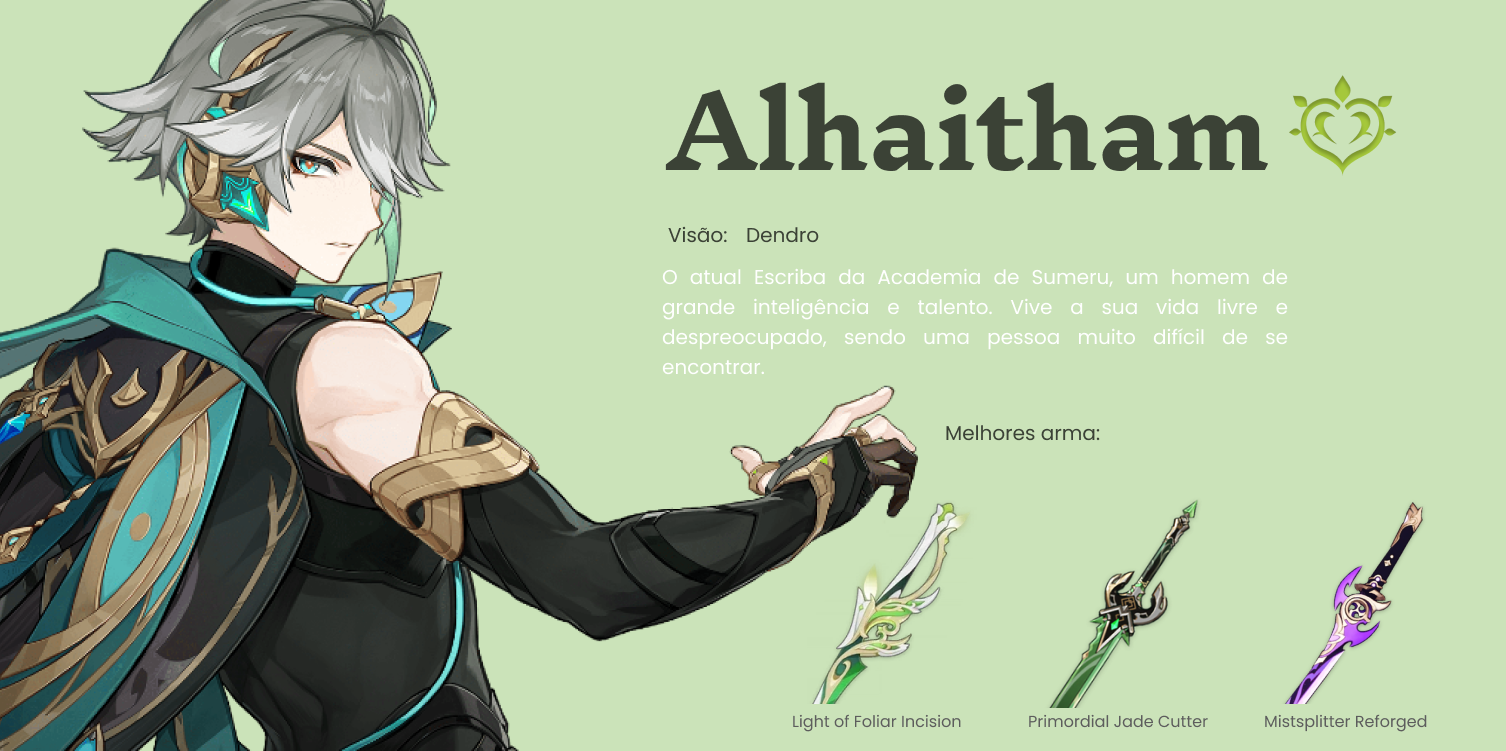 Alhaitham
Visão: Dendro
O atual Escriba da Academia de Sumeru, um homem de
grande inteligência e talento. Vive a sua vida livre e
despreocupado, sendo uma pessoa muito difícil de se
encontrar.
Melhores arma:
Light of Foliar Incision
Primordial Jade Cutter
Mistsplitter Reforged